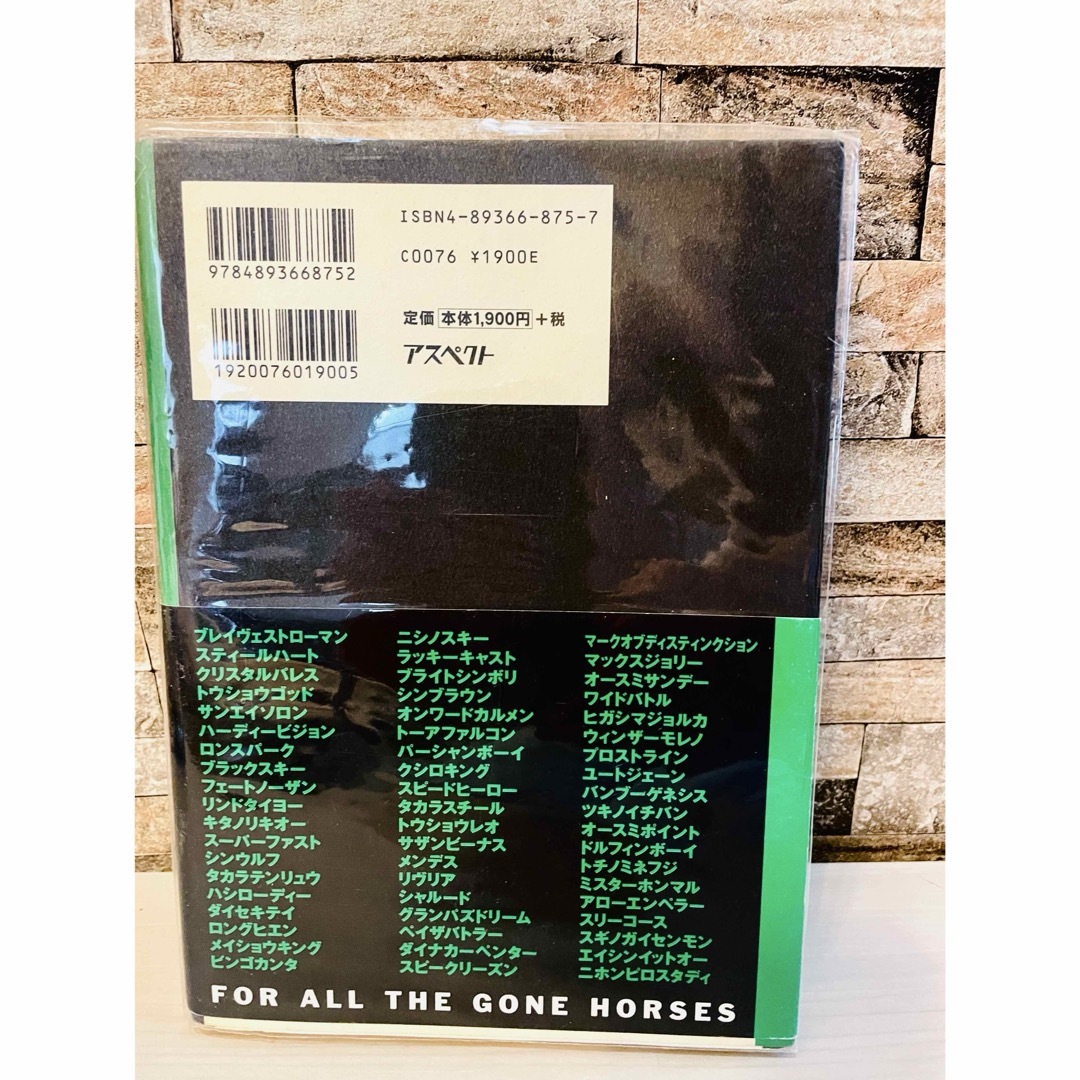 ISBN4-89366-875-7
9784893668752
C0076 ¥1900E
定価 本体1,900円+税
1920076019005
アスペクト
ブレイヴェストローマン
スティールハート
クリスタルパレス
トウショウゴッド
サンエイソロン
ハーディービジョン
ロンスパーク
ブラックスキー
フェートノーザン
リンドタイヨー
キタノリキオー
スーパーファスト
シンウルフ
タカラテンリュウ
ハシローディー
ダイセキテイ
ロングヒエン
メイショウキング
ビンゴカンタ
ニシノスキー
ラッキーキャスト
ブライトシンボリ
シンブラウン
オンワードカルメン
トーアファルコン
パーシャンボーイ
クシロキング
スピードヒーロー
タカラスチール
トウショウレオ
サザンビーナス
メンデス
リヴリア
シャルード
グランパズドリーム
ペイザバトラー
ダイナカーペンター
スピークリーズン
マークオブディスティンクション
マックスジョリー
オースミサンデー
ワイドバトル
ヒガシマジョルカ
ウィンザーモレノ
プロストライン
ユートジェーン
バンブーゲネシス
ツキノイチバン
オースミポイント
ドルフィンボーイ
トチノミネフジ
ミスターホンマル
アローエンペラー
スリーコース
スギノガイセンモン
エイシンイットオー
ニホンピロスタディ
FOR ALL THE GONE HORSES